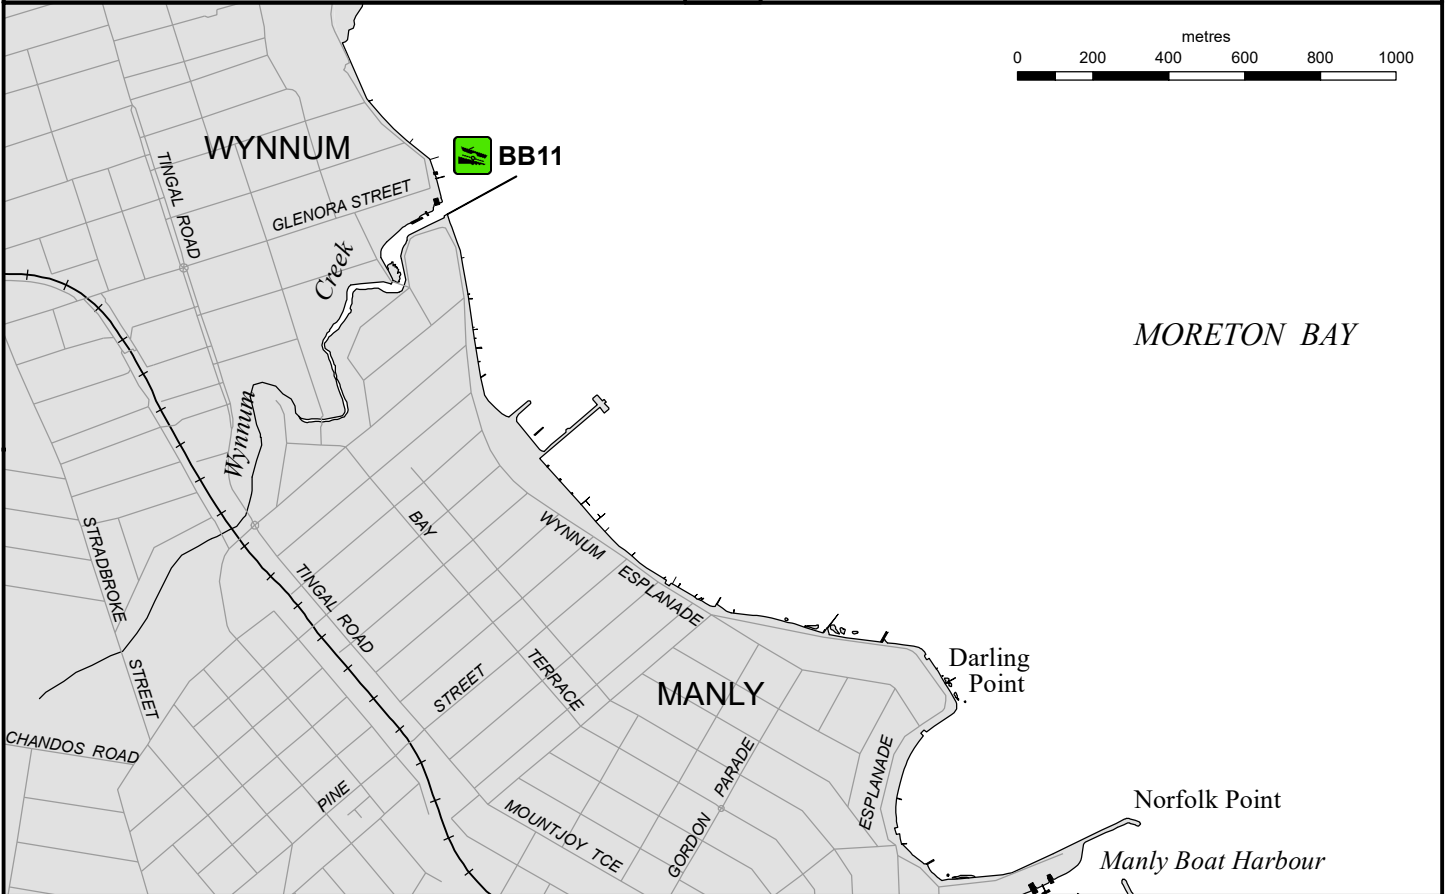 metres
0 200 400 600 800 1000
WYNNUM
BB11
TINGAL ROAD
GLENORA STREET
Creek
MORETON BAY
Wynnum
BAY
WYNNUM
ESPLANADE
STRADBROKE
STREET
TINGAL ROAD
STREET
TERRACE
MANLY
Darling
Point
CHANDOS ROAD
PINE
PARADE
GORDON
ESPLANADE
MOUNTJOY TCE
Norfolk Point
Manly Boat Harbour